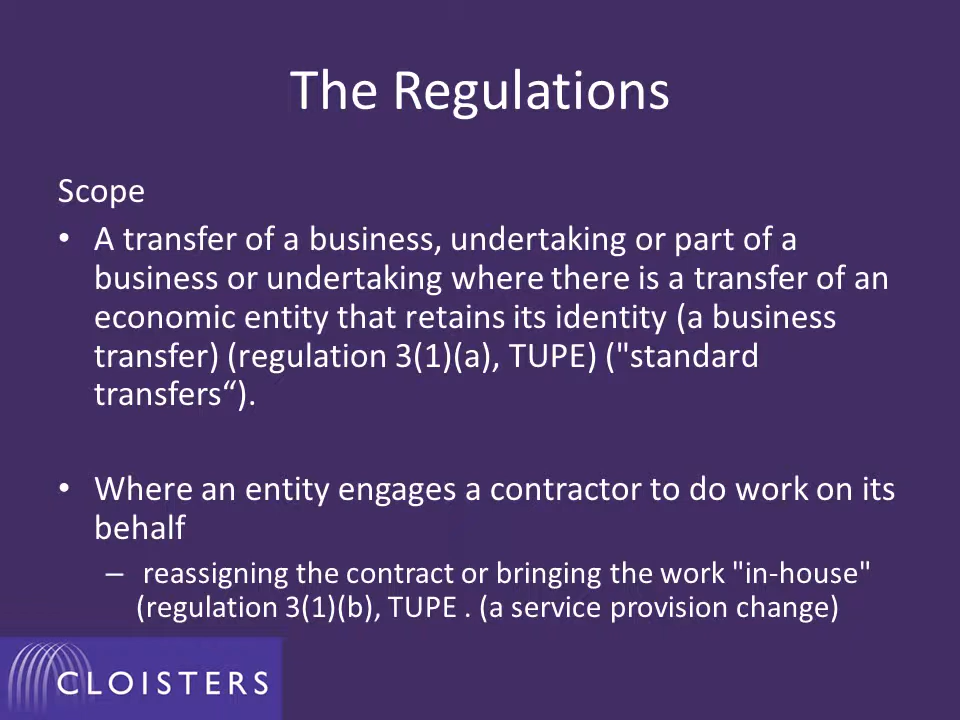 The Regulations
Scope
• A transfer of a business, undertaking or part of a
business or undertaking where there is a transfer of an
economic entity that retains its identity (a business
transfer) (regulation 3(1)(a), TUPE) ("standard
transfers“).
• Where an entity engages a contractor to do work on its
behalf
– reassigning the contract or bringing the work "in-house"
(regulation 3(1)(b), TUPE . (a service provision change)
CLOISTERS